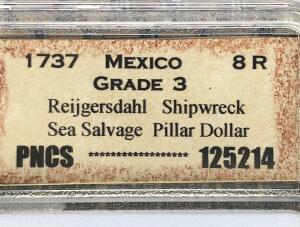 1737 MEXICO 8 R
GRADE 3
Reijgersdahl Shipwreck
Sea Salvage Pillar Dollar
PNCS ****************** 125214